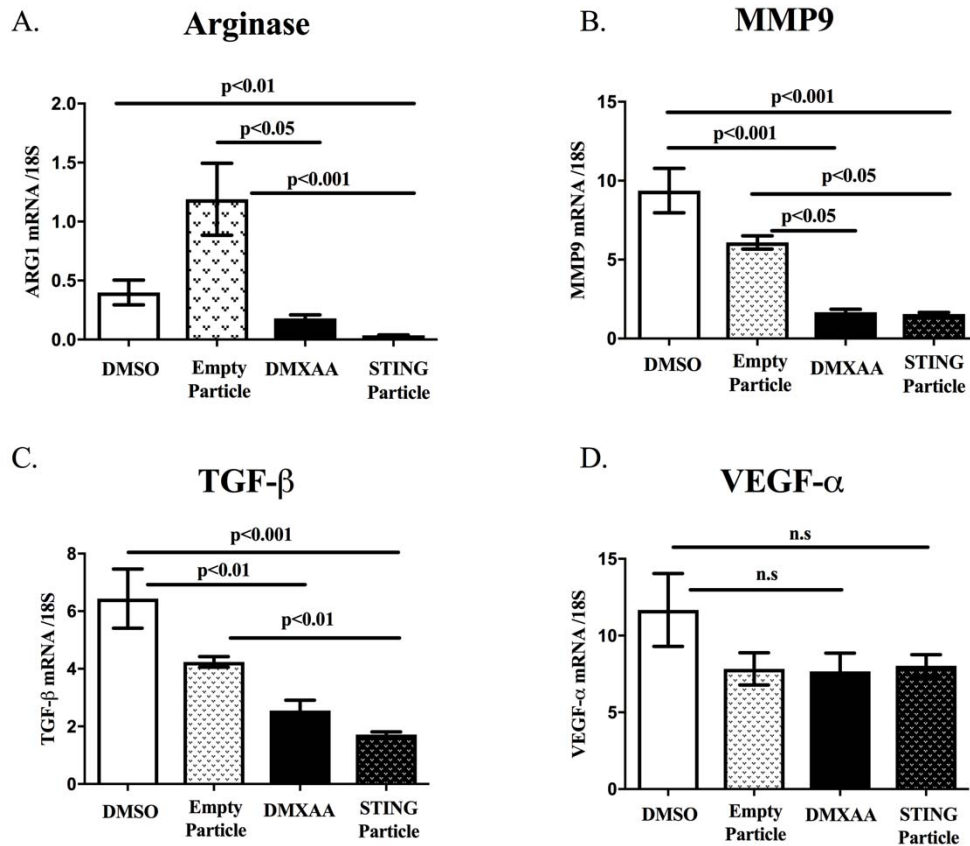 A.
Arginase
p<0.01
p<0.05
p<0.001
2.0
1.5
1.0
0.5
0.0
ARG1 mRNA /18S
DMSO
Empty
Particle
DMXAA
STING
Particle
B.
MMP9
p<0.001
p<0.001
p<0.05
p<0.05
15
10
5
0
MMP9 mRNA /18S
DMSO
Empty
Particle
DMXAA
STING
Particle
C.
TGF-β
p<0.001
p<0.01
p<0.01
8
6
4
2
0
TGF-β mRNA /18S
DMSO
Empty
Particle
DMXAA
STING
Particle
D.
VEGF-α
n.s
n.s
15
10
5
0
VEGF-α mRNA /18S
DMSO
Empty
Particle
DMXAA
STING
Particle